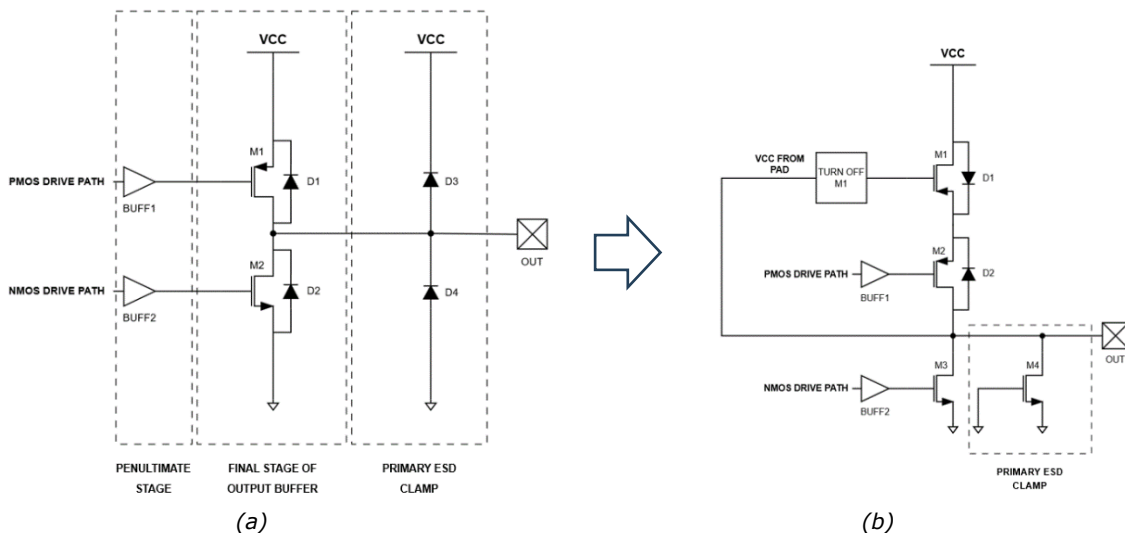 VCC
VCC
M1
PMOS DRIVE PATH
BUFF1
D1
D3
OUT
M2
NMOS DRIVE PATH
BUFF2
D2
D4
PENULTIMATE
STAGE
FINAL STAGE OF
OUTPUT BUFFER
PRIMARY ESD
CLAMP
(a)
VCC
VCC FROM
PAD
TURN OFF
M1
M1
D1
M2
PMOS DRIVE PATH
BUFF1
D2
OUT
M3
M4
NMOS DRIVE PATH
BUFF2
PRIMARY ESD
CLAMP
(b)